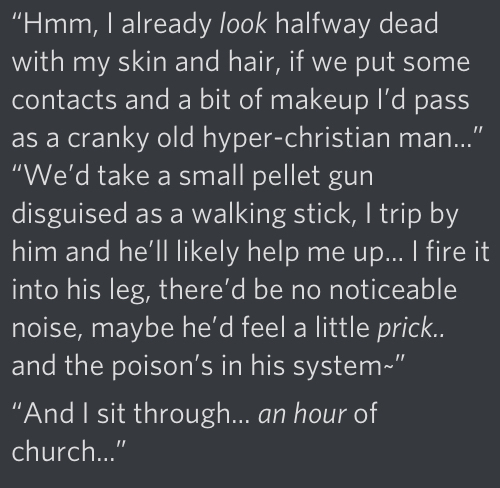 “Hmm, I already look halfway dead
with my skin and hair, if we put some
contacts and a bit of makeup I’d pass
as a cranky old hyper-christian man...”
“We’d take a small pellet gun
disguised as a walking stick, I trip by
him and he’ll likely help me up... I fire it
into his leg, there’d be no noticeable
noise, maybe he’d feel a little prick..
and the poison’s in his system~”
“And I sit through... an hour of
church...”